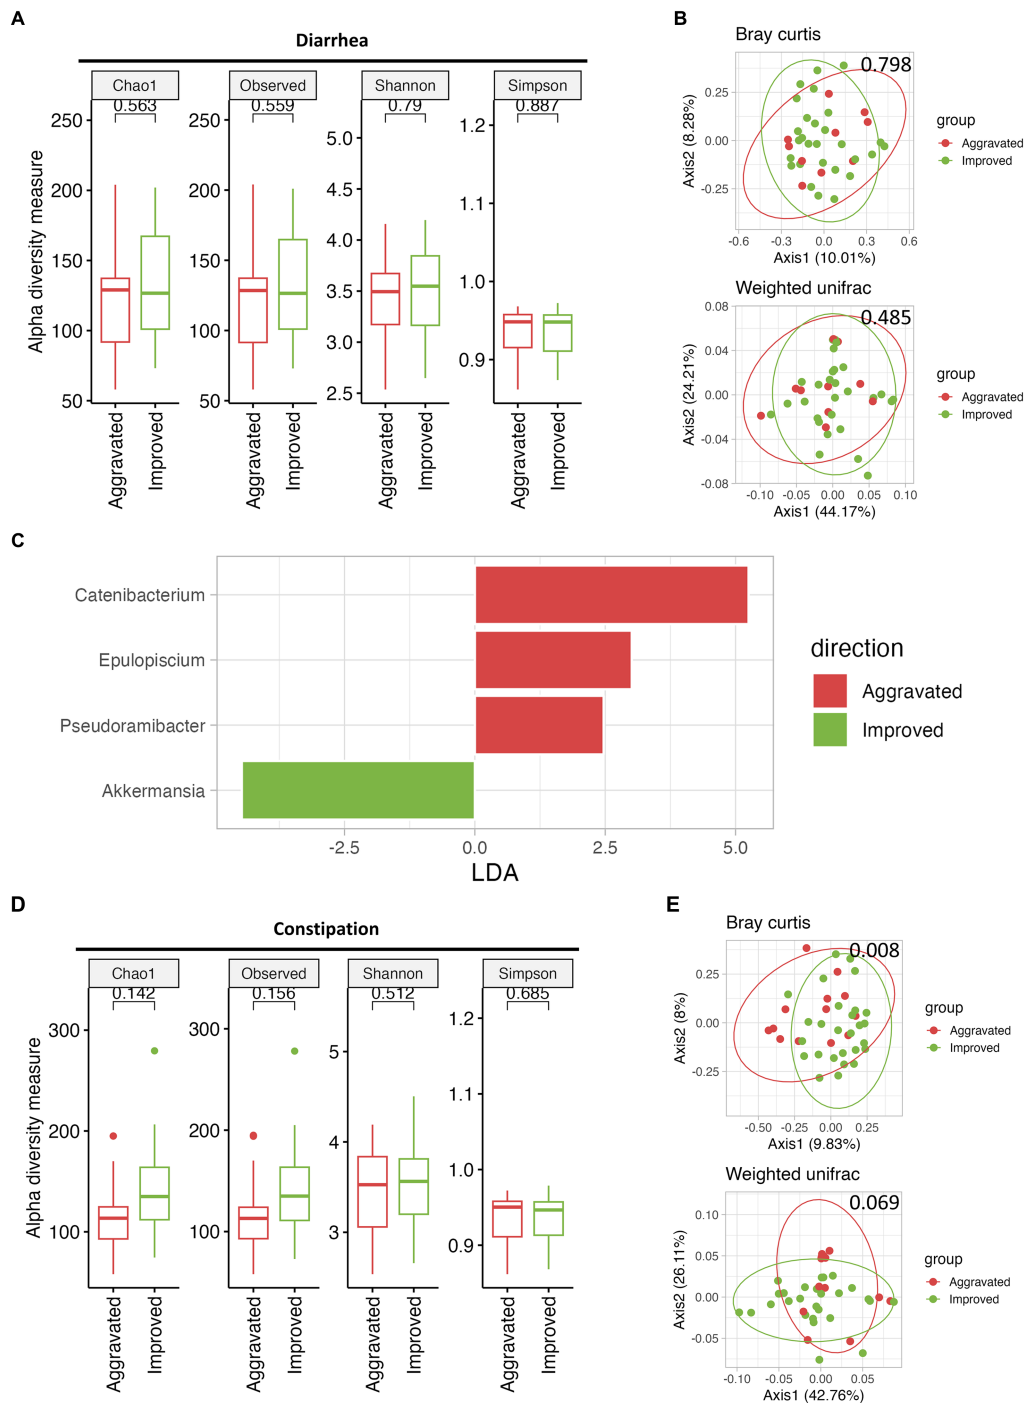 A
Diarrhea
Chao1
Observed
Shannon
Simpson
0.563
0.559
0.79
0.887
Alpha diversity measure
250
200
150
100
50
250
200
150
100
50
5.0
4.5
4.0
3.5
3.0
2.5
1.2
1.1
1.0
0.9
Aggravated
Improved
Aggravated
Improved
Aggravated
Improved
Aggravated
Improved
B
Bray curtis
0.798
Axis2 (8.28%)
0.25
0.00
-0.25
-0.6
-0.3
0.0
0.3
0.6
Axis1 (10.01%)
group
Aggravated
Improved
Weighted unifrac
0.485
Axis2 (24.21%)
0.08
0.04
0.00
-0.04
-0.08
-0.10
-0.05
0.00
0.05
0.10
Axis1 (44.17%)
group
Aggravated
Improved
C
Catenibacterium
Epulopiscium
Pseudoramibacter
Akkermansia
-2.5
0.0
2.5
5.0
LDA
direction
Aggravated
Improved
D
Constipation
Chao1
Observed
Shannon
Simpson
0.142
0.156
0.512
0.685
Alpha diversity measure
300
200
100
300
200
100
5
4
3
1.2
1.1
1.0
0.9
Aggravated
Improved
Aggravated
Improved
Aggravated
Improved
Aggravated
Improved
E
Bray curtis
0.008
Axis2 (8%)
0.25
0.00
-0.25
-0.50
-0.25
0.00
0.25
Axis1 (9.83%)
group
Aggravated
Improved
Weighted unifrac
0.069
Axis2 (26.11%)
0.10
0.05
0.00
-0.05
-0.10
-0.05
0.00
0.05
Axis1 (42.76%)
group
Aggravated
Improved